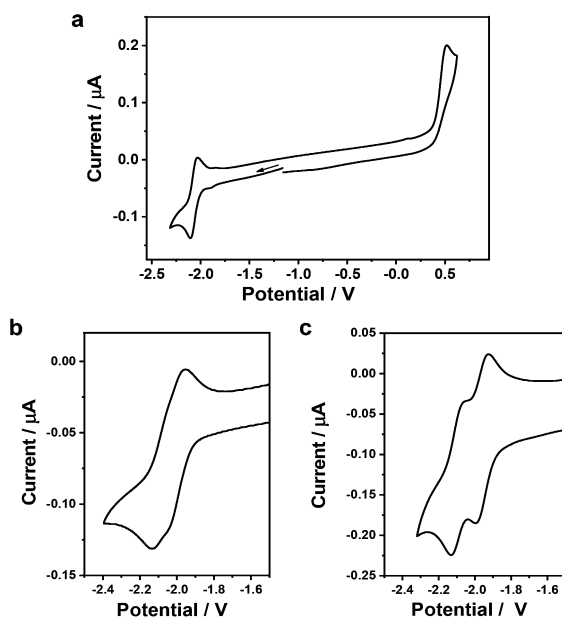 a
Current / µA
0.2
0.1
0.0
-0.1
-2.5 -2.0 -1.5 -1.0 -0.5 -0.0 0.5
Potential / V
b
Current / µA
0.00
-0.05
-0.10
-0.15
-2.4 -2.2 -2.0 -1.8 -1.6
Potential / V
c
Current / µA
0.05
0.00
-0.05
-0.10
-0.15
-0.20
-0.25
-2.4 -2.2 -2.0 -1.8 -1.6
Potential / V